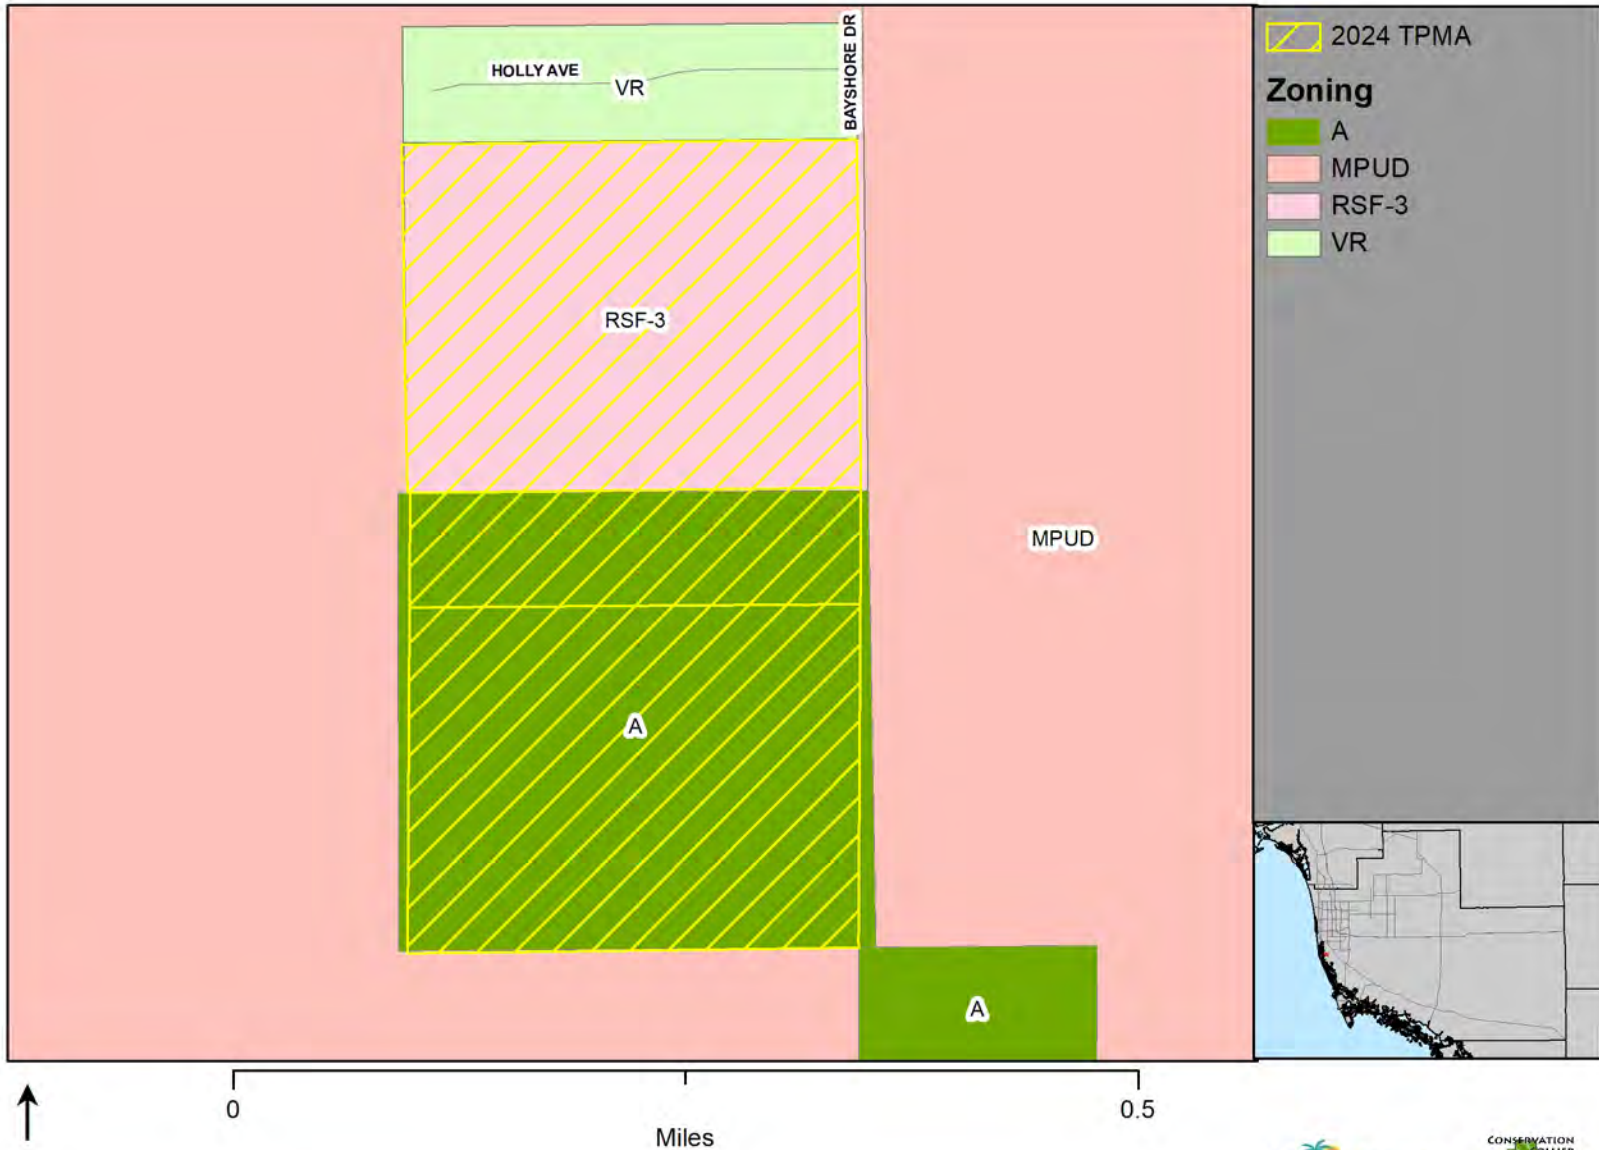 HOLLY AVE
VR
BAYSHORE DR
RSF-3
MPUD
A
A
2024 TPMA
Zoning
A
MPUD
RSF-3
VR
0
0.5
Miles
CONSERVATION